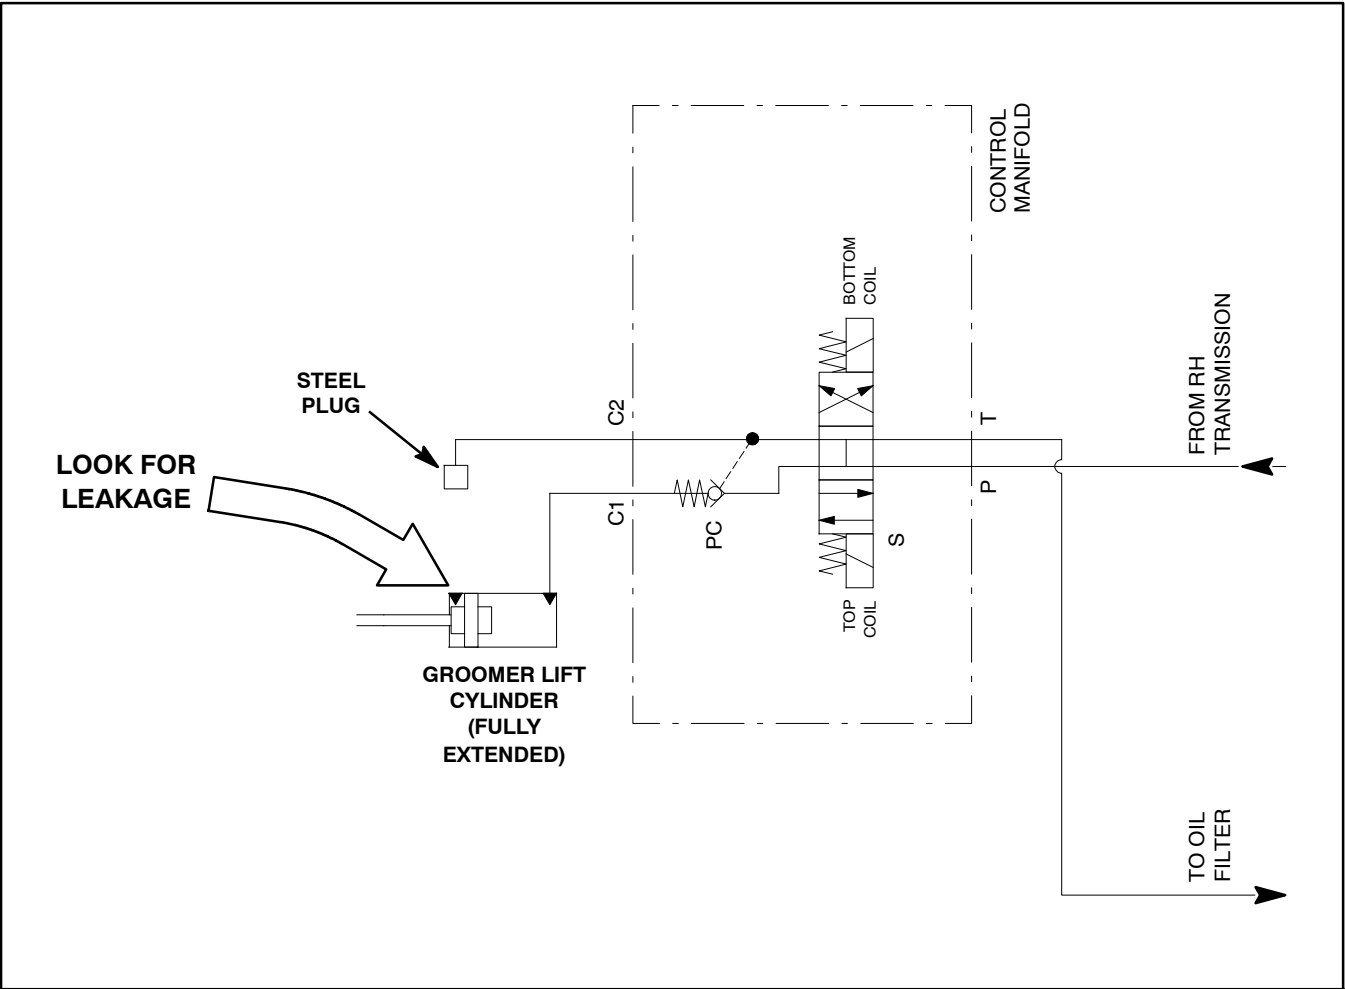 CONTROL
MANIFOLD
BOTTOM
COIL
FROM RH
TRANSMISSION
STEEL
PLUG
C2
T
LOOK FOR
LEAKAGE
C1
PC
S
P
TOP
COIL
GROOMER LIFT
CYLINDER
(FULLY
EXTENDED)
TO OIL
FILTER